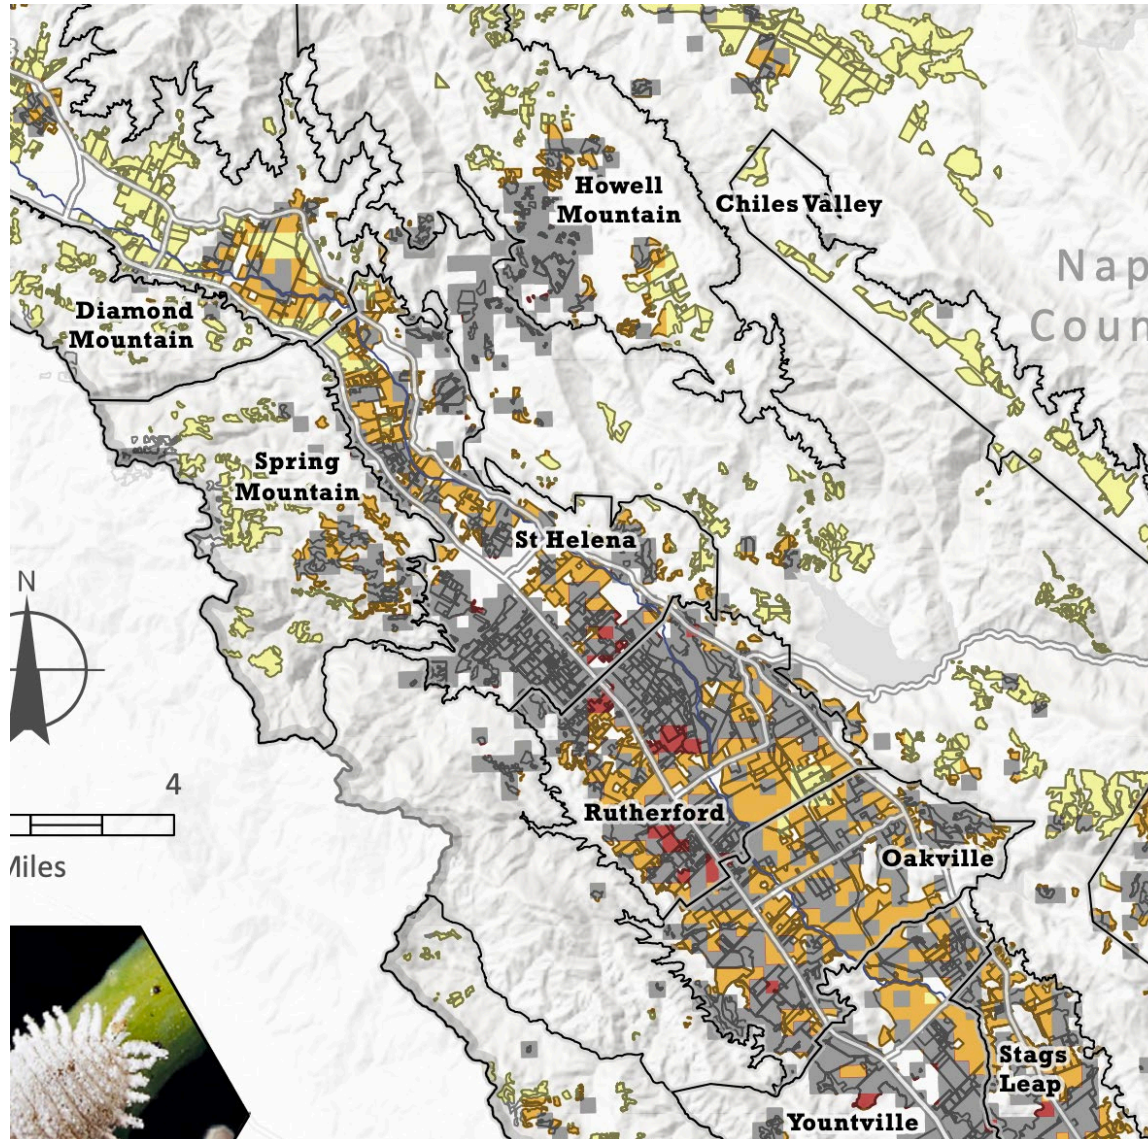 Howell
Mountain
Chiles Valley
Nap
Coun
Diamond
Mountain
Spring
Mountain
St Helena
N
4
Miles
Rutherford
Oakville
Stags
Leap
Yountville